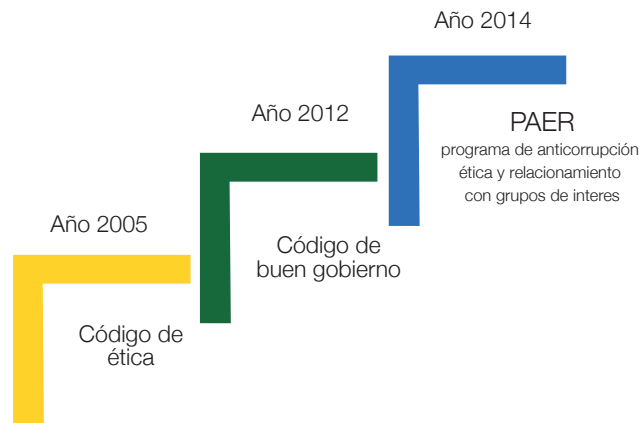 Año 2005
Código de
ética
Año 2012
Código de
buen gobierno
Año 2014
PAER
programa de anticorrupción
ética y relacionamiento
con grupos de interes